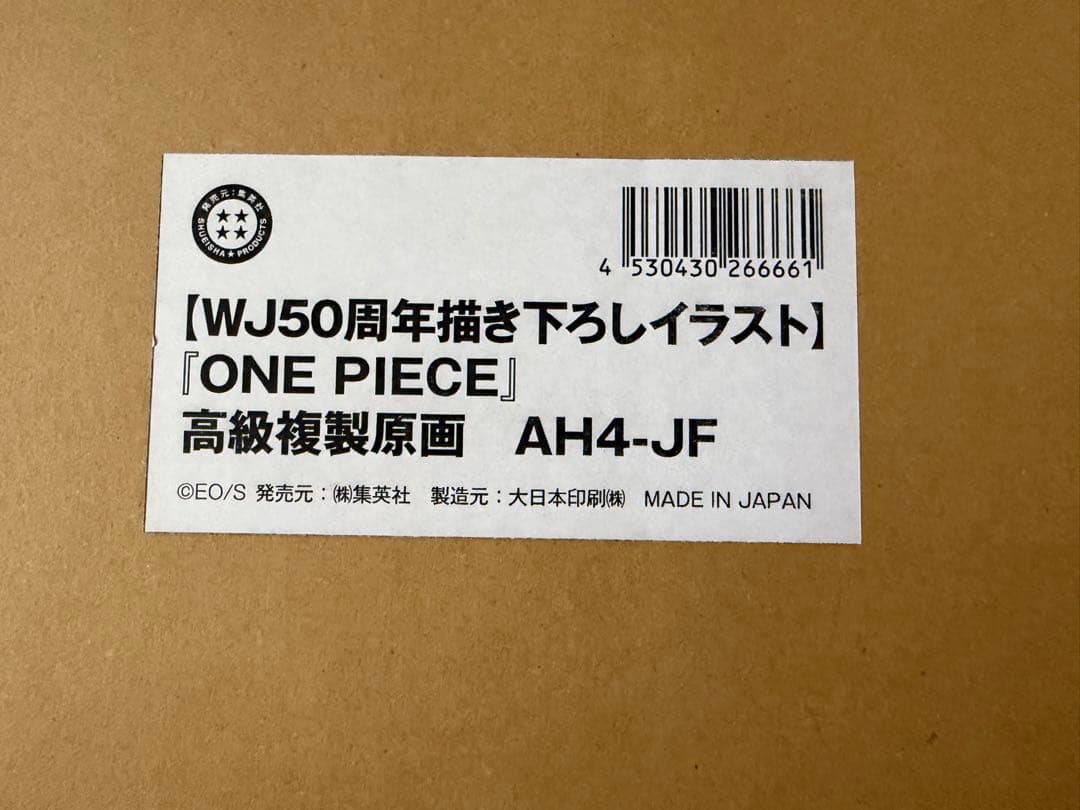 発売元:集英社
SHUEISHA★PRODUCTS
4 530430 266661
【WJ50周年描き下ろしイラスト】
『ONE PIECE』
高級複製原画 AH4-JF
©EO/S 発売元:㈱集英社 製造元:大日本印刷㈱ MADE IN JAPAN